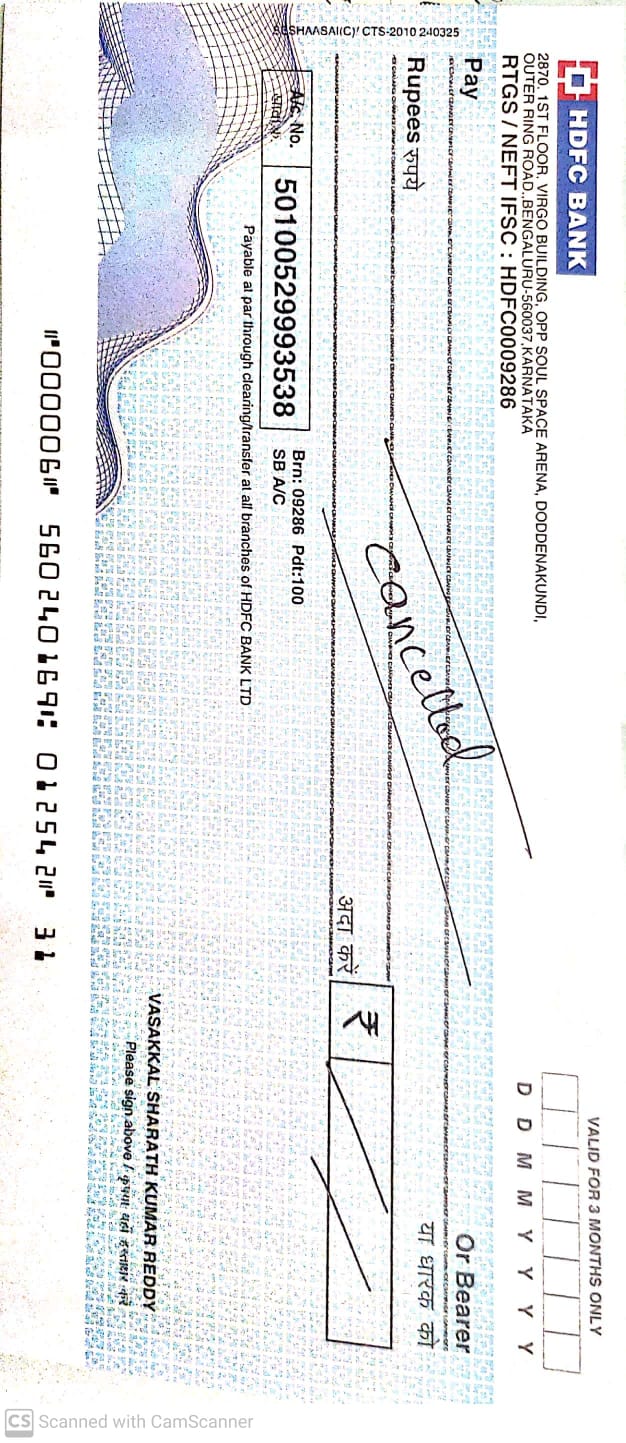 HDFC BANK
2870, 1ST FLOOR, VIRGO BUILDING, OPP SOUL SPACE ARENA, DODDENAKUNDI,
OUTER RING ROAD.,BENGALURU-560037,KARNATAKA
RTGS / NEFT IFSC : HDFC0009286
VALID FOR 3 MONTHS ONLY
D D M M Y Y Y Y
Pay
Or Bearer
या धारक को
Rupees रुपये
cancelled
अदा करें
₹
A/c No.
50100529993538
Brn: 09286 Pdt:100
SB A/C
Payable at par through clearing/transfer at all branches of HDFC BANK LTD
VASAKKAL SHARATH KUMAR REDDY
Please sign above / कृपया यहाँ हस्ताक्षर करें
CTS-2010 240325
⑈000006⑈ 560240169⑆ 012542⑈ 31
CS Scanned with CamScanner